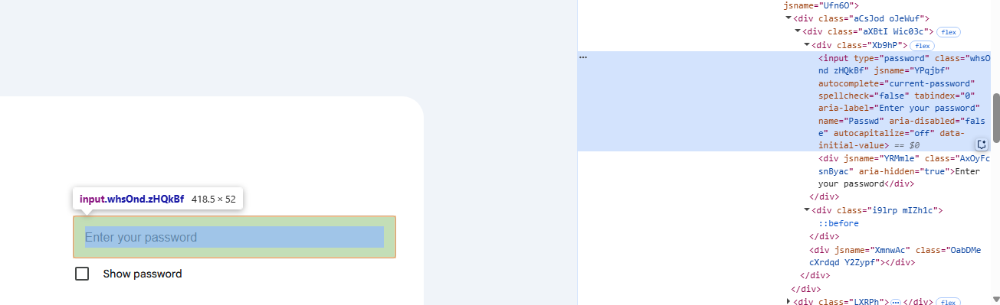 input.whsOnd.zHQkBf 418.5 × 52
Enter your password
Show password
jsname="Ufn6O">
<div class="aCsJod oJeWuf">
<div class="aXBtI Wic03c"> flex
<div class="Xb9hP"> flex
<input type="password" class="whsO
nd zHQkBf" jsname="YPqjbf"
autocomplete="current-password"
spellcheck="false" tabindex="0"
aria-label="Enter your password"
name="Passwd" aria-disabled="fals
e" autocapitalize="off" data-
initial-value> == $0
<div jsname="YRMmle" class="AxOyFc
snByac" aria-hidden="true">Enter
your password</div>
</div>
<div class="i9lrp mIZh1c">
::before
</div>
<div jsname="XmnwAc" class="OabDMe
cXrdqd Y2Zypf"></div>
</div>
</div>
<div class="LXRPh"> ⋯ </div> flex